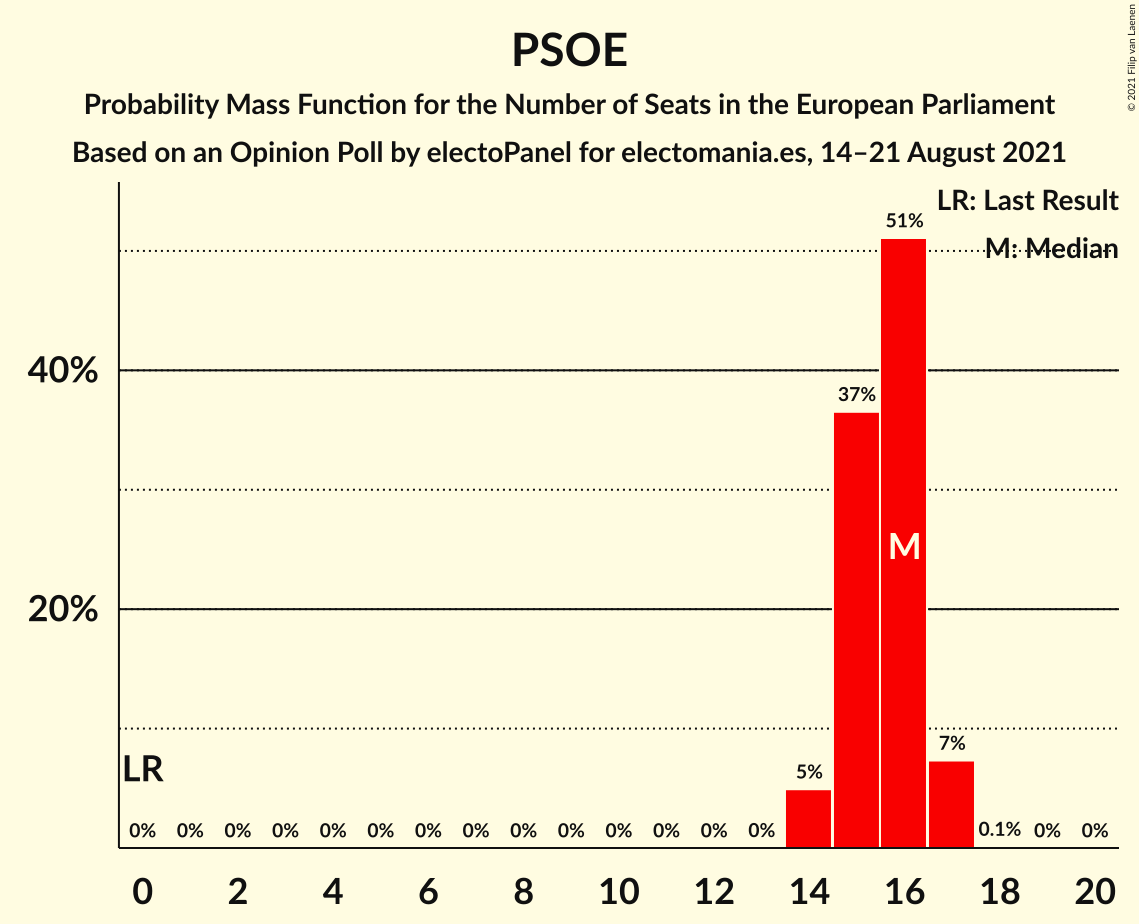 PSOE
Probability Mass Function for the Number of Seats in the European Parliament
Based on an Opinion Poll by electoPanel for electomania.es, 14–21 August 2021
© 2021 Filip van Laenen
LR: Last Result
M: Median
51%
40%
37%
M
20%
LR
7%
5%
0% 0% 0% 0% 0% 0% 0% 0% 0% 0% 0% 0% 0% 0% 0.1% 0% 0%
0 2 4 6 8 10 12 14 16 18 20